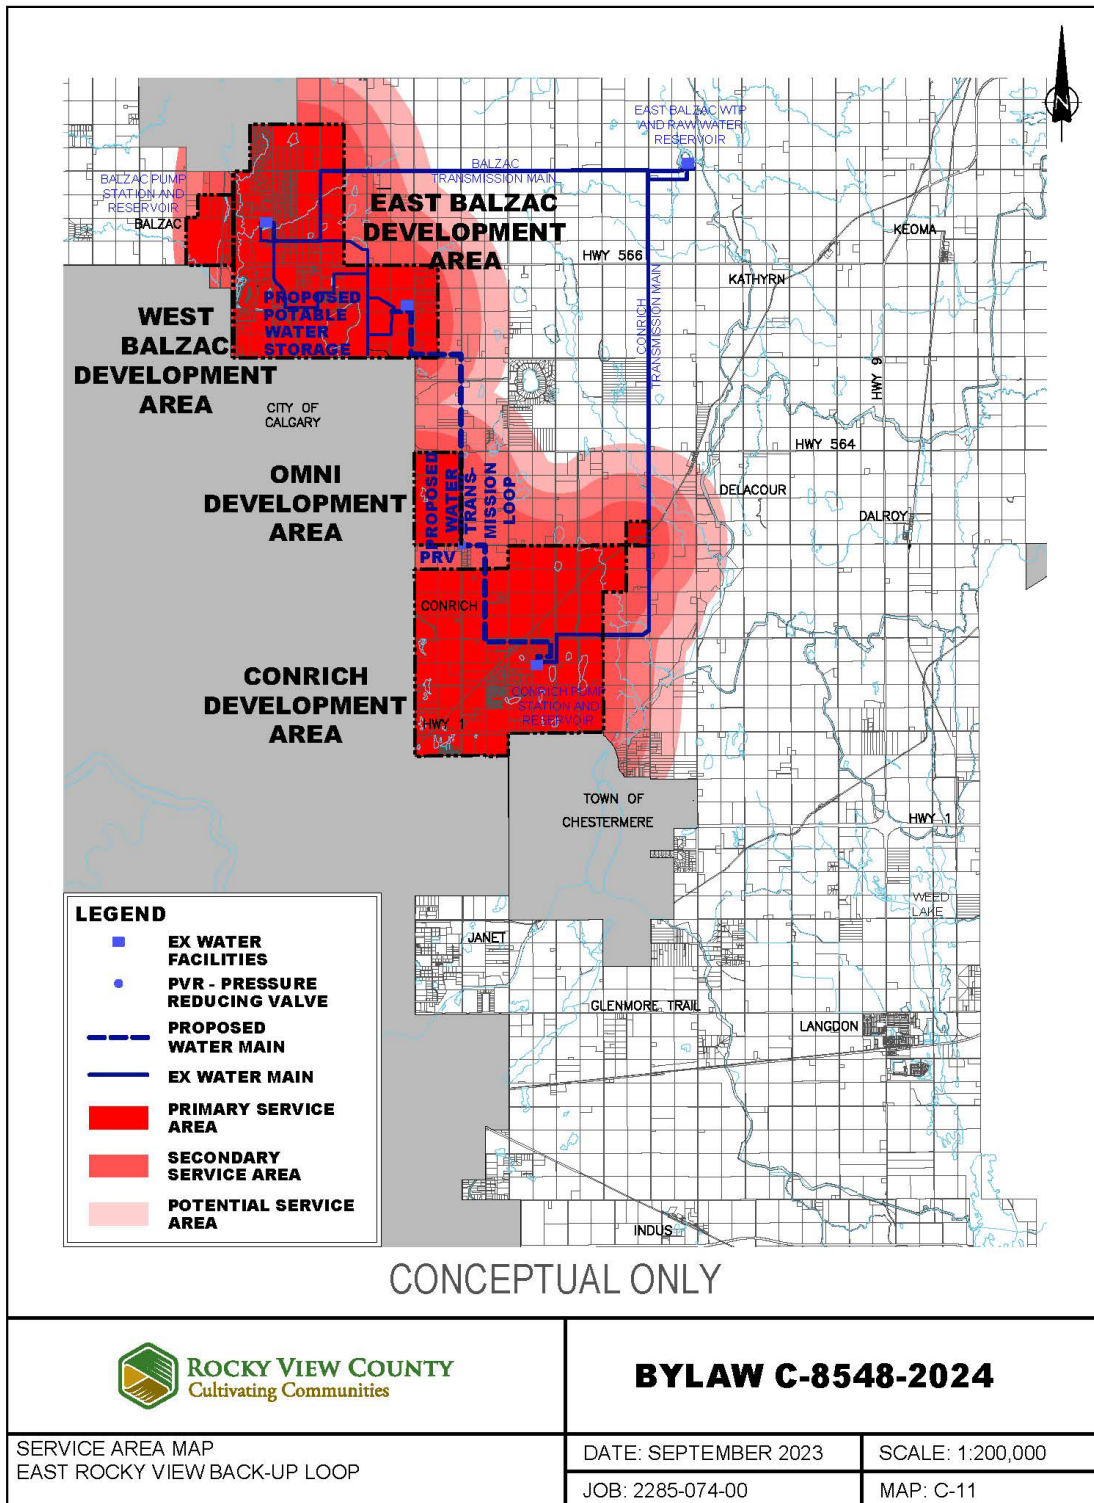 EAST BALZAC WTP
AND RAW WATER
RESERVOIR
BALZAC
TRANSMISSION MAIN
BALZAC PUMP
STATION AND
RESERVOIR
BALZAC
EAST BALZAC
DEVELOPMENT
AREA
HWY 566
KEOMA
KATHYRN
CONRICH
TRANSMISSION MAIN
HWY 9
PROPOSED
POTABLE
WATER
STORAGE
WEST
BALZAC
DEVELOPMENT
AREA
CITY OF
CALGARY
HWY 564
OMNI
DEVELOPMENT
AREA
PROPOSED
WATER
TRANS-
MISSION
LOOP
PRV
DELACOUR
DALROY
CONRICH
CONRICH
DEVELOPMENT
AREA
CONRICH PUMP
STATION AND
RESERVOIR
HWY 1
TOWN OF
CHESTERMERE
HWY 1
WEED
LAKE
JANET
GLENMORE TRAIL
LANGDON
INDUS
LEGEND
EX WATER
FACILITIES
PVR - PRESSURE
REDUCING VALVE
PROPOSED
WATER MAIN
EX WATER MAIN
PRIMARY SERVICE
AREA
SECONDARY
SERVICE AREA
POTENTIAL SERVICE
AREA
N
CONCEPTUAL ONLY
ROCKY VIEW COUNTY
Cultivating Communities
BYLAW C-8548-2024
SERVICE AREA MAP
EAST ROCKY VIEW BACK-UP LOOP
DATE: SEPTEMBER 2023
SCALE: 1:200,000
JOB: 2285-074-00
MAP: C-11